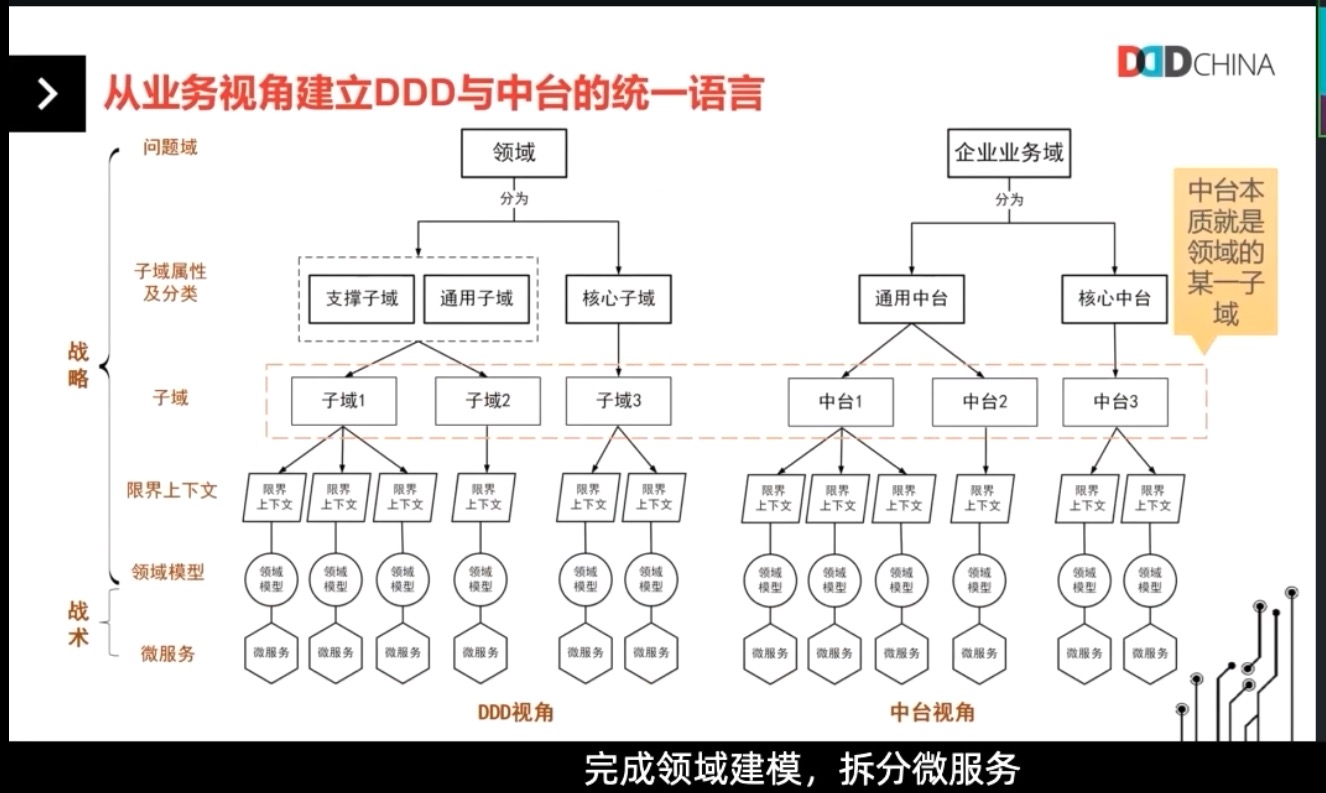 DDDCHINA
从业务视角建立DDD与中台的统一语言
问题域
领域
企业业务域
分为
分为
中台本
质就是
领域的
某一子
域
子域属性
及分类
支撑子域
通用子域
核心子域
通用中台
核心中台
战
略
子域
子域1
子域2
子域3
中台1
中台2
中台3
限界上下文
限界
上下文
限界
上下文
限界
上下文
限界
上下文
限界
上下文
限界
上下文
限界
上下文
限界
上下文
限界
上下文
限界
上下文
限界
上下文
限界
上下文
领域模型
领域
模型
领域
模型
领域
模型
领域
模型
领域
模型
领域
模型
领域
模型
领域
模型
领域
模型
领域
模型
领域
模型
领域
模型
战
术
微服务
微服务
微服务
微服务
微服务
微服务
微服务
微服务
微服务
微服务
微服务
微服务
微服务
DDD视角
中台视角
完成领域建模，拆分微服务